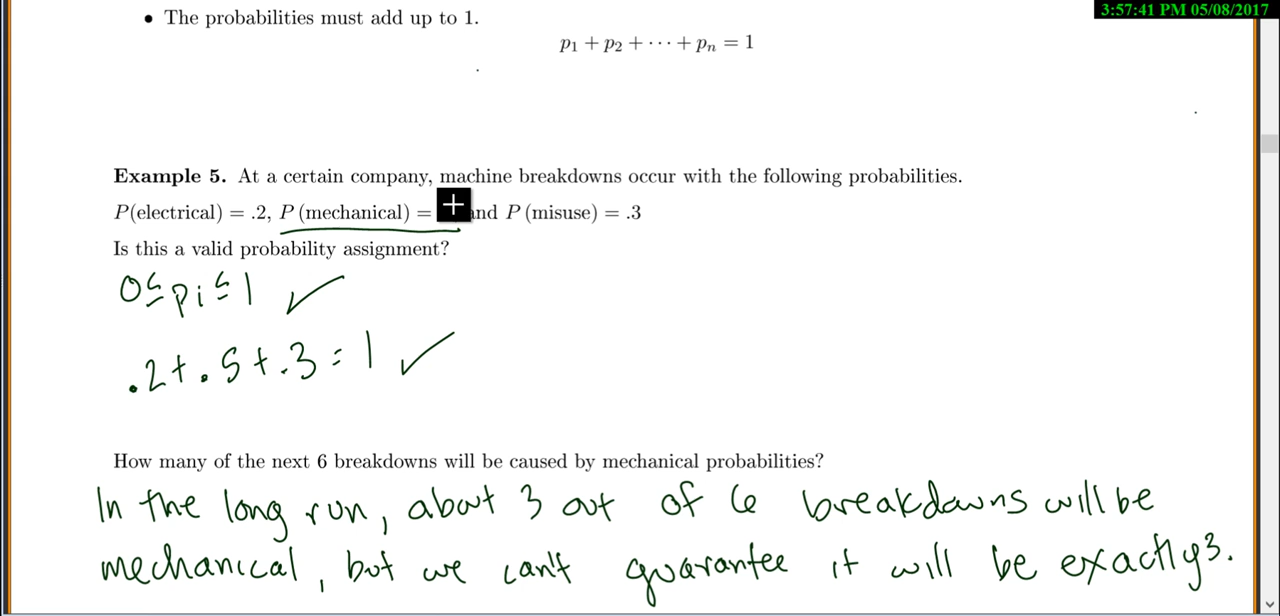 3:57:41 PM 05/08/2017
• The probabilities must add up to 1.
p₁ + p₂ + ··· + pₙ = 1
Example 5. At a certain company, machine breakdowns occur with the following probabilities.
P(electrical) = .2, P (mechanical) = and P (misuse) = .3
Is this a valid probability assignment?
0≤pi≤1 ✓
.2+.5+.3=1 ✓
How many of the next 6 breakdowns will be caused by mechanical probabilities?
In the long run, about 3 out of 6 breakdowns will be
mechanical, but we can't guarantee it will be exactly 3.